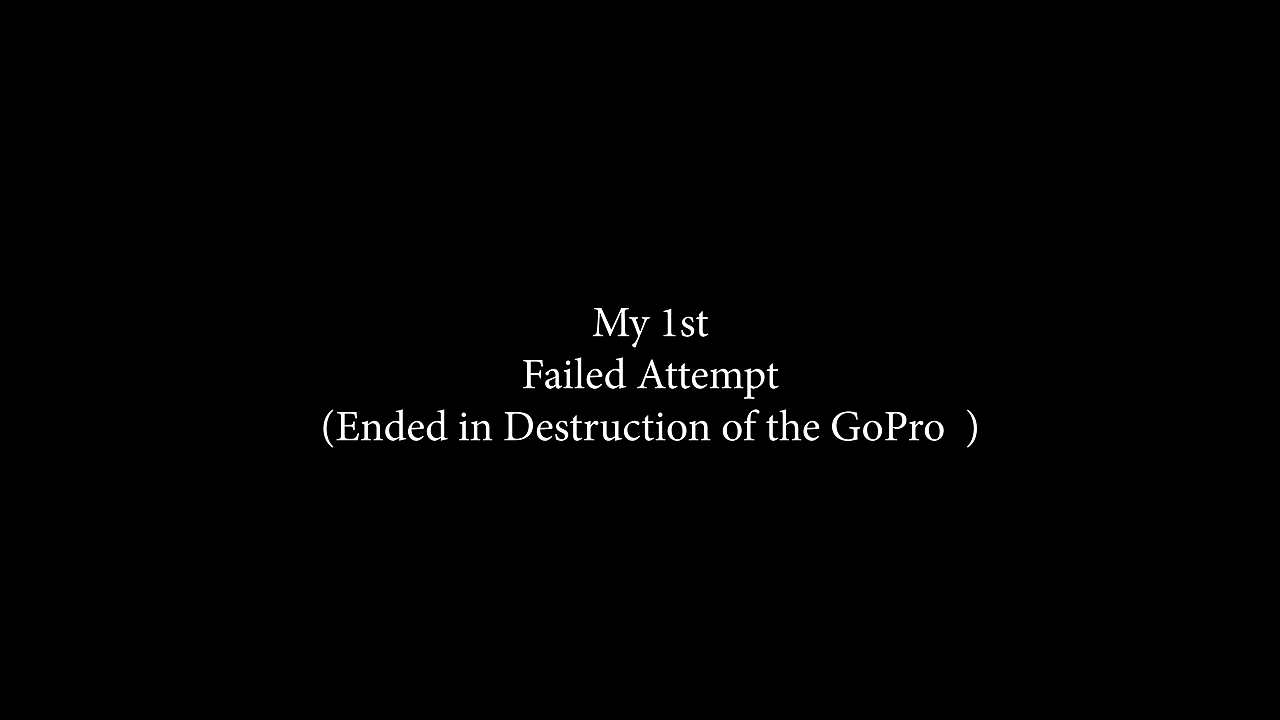 My 1st
Failed Attempt
(Ended in Destruction of the GoPro  )